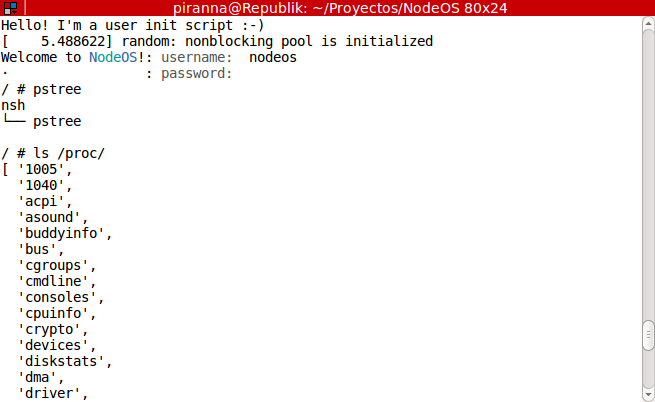 piranna@Republik: ~/Proyectos/NodeOS 80x24
Hello! I'm a user init script :-)
[    5.488622] random: nonblocking pool is initialized
Welcome to NodeOS!: username:  nodeos
·                 : password:
/ # pstree
nsh
└── pstree
/ # ls /proc/
[ '1005',
  '1040',
  'acpi',
  'asound',
  'buddyinfo',
  'bus',
  'cgroups',
  'cmdline',
  'consoles',
  'cpuinfo',
  'crypto',
  'devices',
  'diskstats',
  'dma',
  'driver',